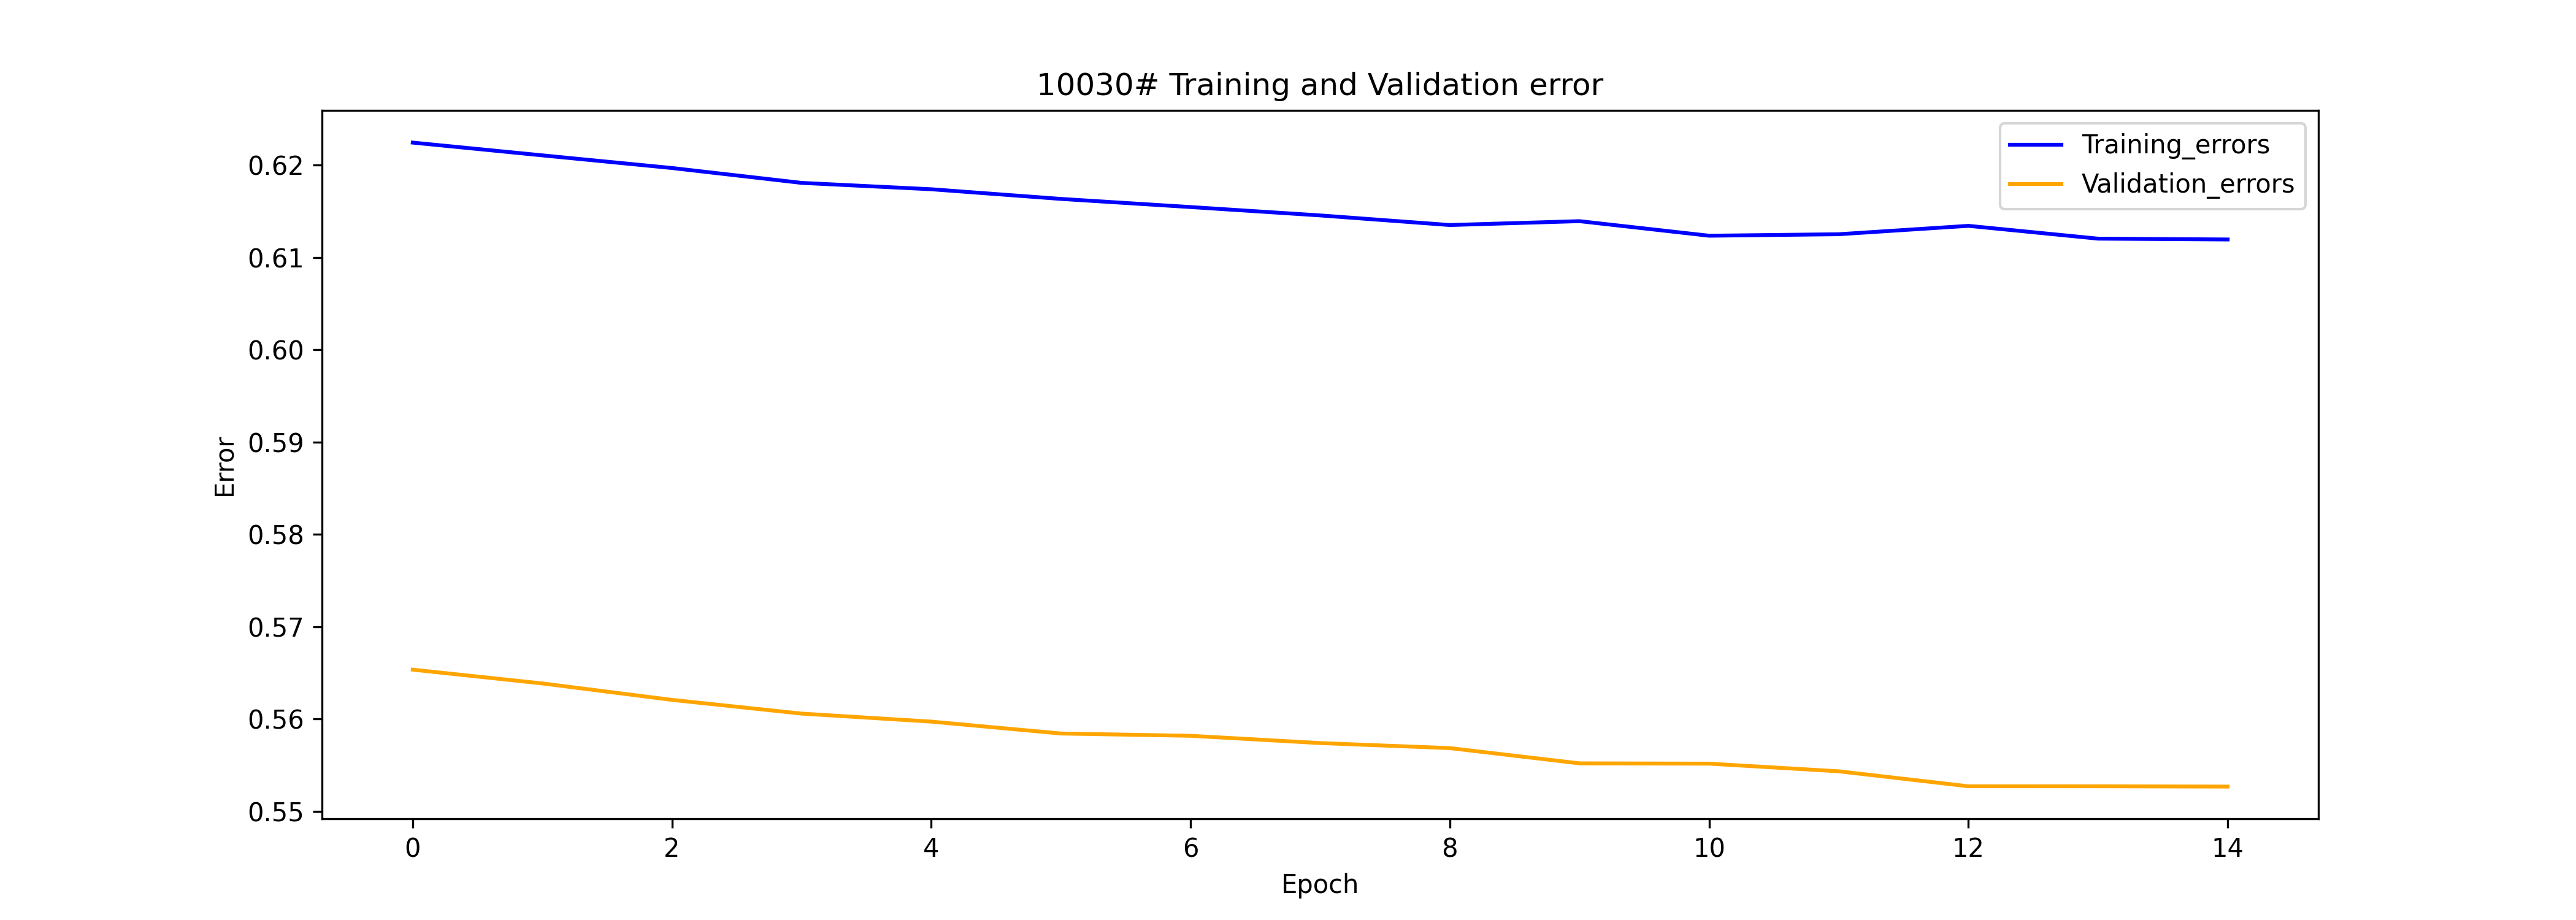 10030# Training and Validation error
Training_errors
Validation_errors
0.62
0.61
0.60
0.59
0.58
0.57
0.56
0.55
Error
0 2 4 6 8 10 12 14
Epoch